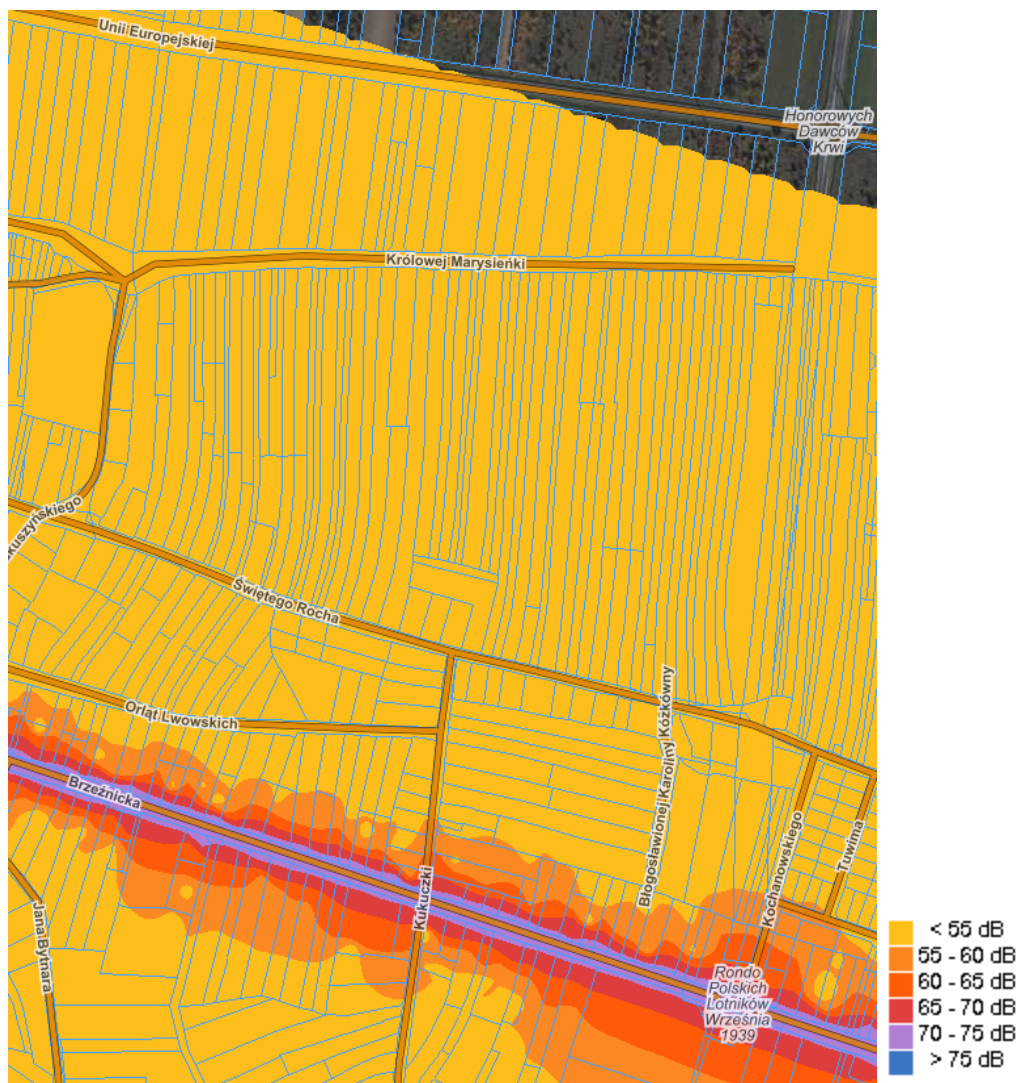 Unii Europejskiej
Honorowych
Dawców
Krwi
Królowej Marysieńki
Świętego Rocha
Orląt Lwowskich
Błogosławionej Karoliny Kózkówny
Brzeźnicka
Kochanowskiego
Tuwima
Kukuczki
Jana Bytnara
Rondo
Polskich
Lotników
Września
1939
< 55 dB
55 - 60 dB
60 - 65 dB
65 - 70 dB
70 - 75 dB
> 75 dB